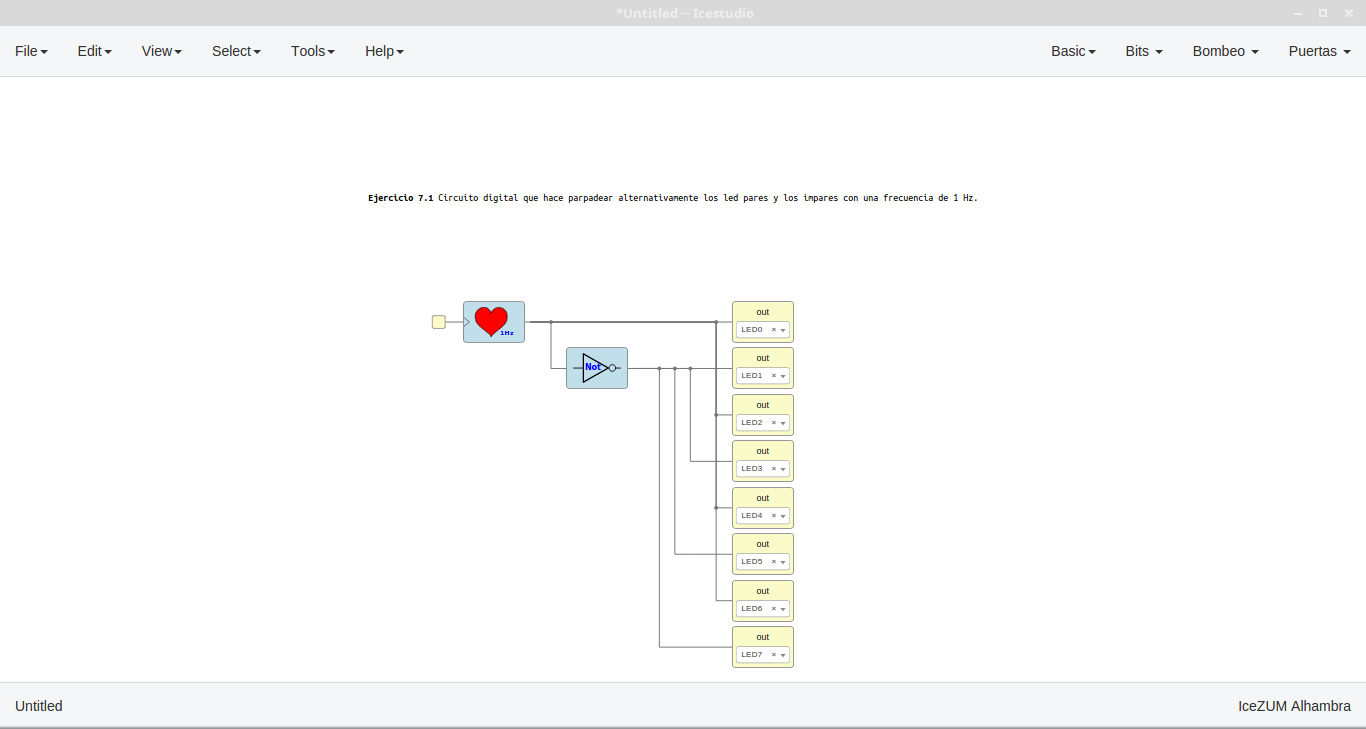 *Untitled — Icestudio
File Edit View Select Tools Help Basic Bits Bombeo Puertas
Ejercicio 7.1 Circuito digital que hace parpadear alternativamente los led pares y los impares con una frecuencia de 1 Hz.
1Hz
out
LED0
Not
out
LED1
out
LED2
out
LED3
out
LED4
out
LED5
out
LED6
out
LED7
Untitled IceZUM Alhambra